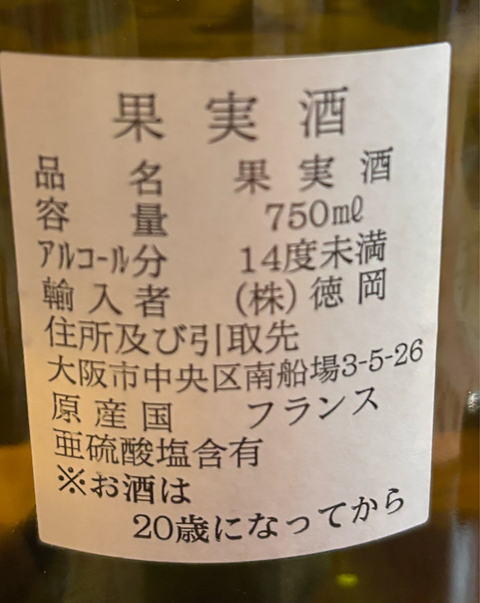 果実酒
品名 果実酒
容量 750㎖
アルコール分 14度未満
輸入者 (株)徳岡
住所及び引取先
大阪市中央区南船場3-5-26
原産国 フランス
亜硫酸塩含有
※お酒は
20歳になってから